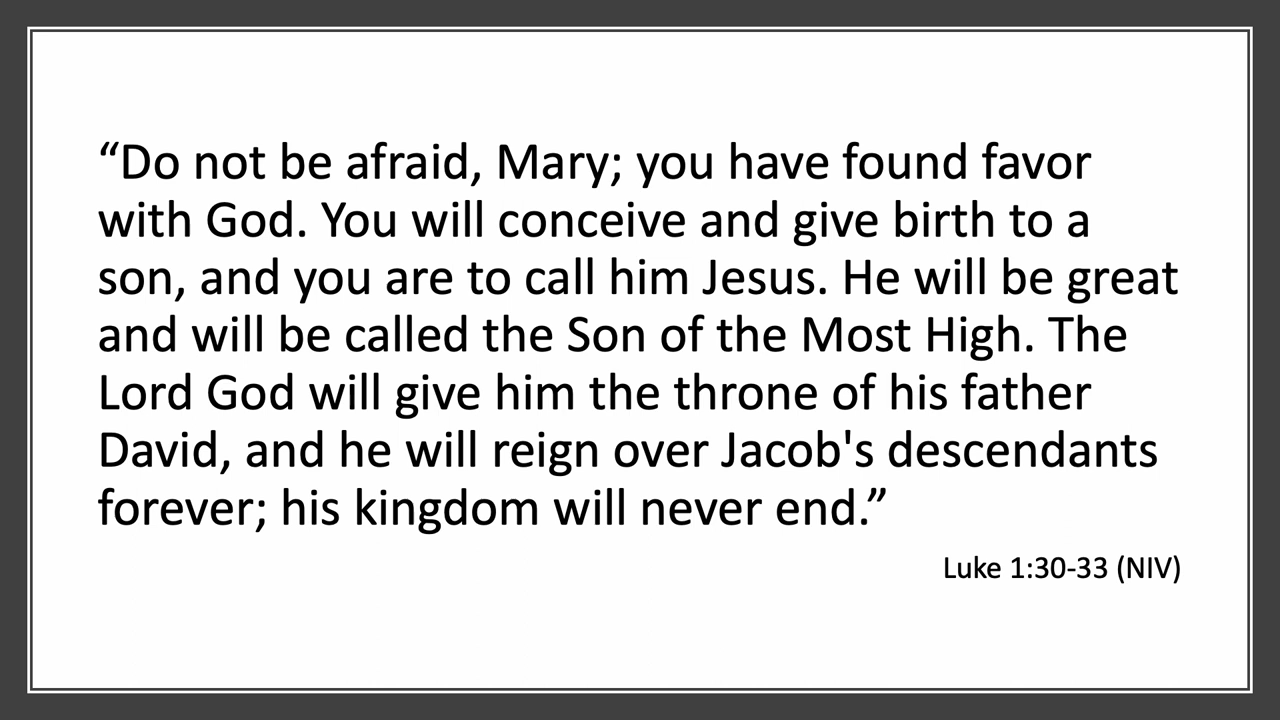 “Do not be afraid, Mary; you have found favor
with God. You will conceive and give birth to a
son, and you are to call him Jesus. He will be great
and will be called the Son of the Most High. The
Lord God will give him the throne of his father
David, and he will reign over Jacob's descendants
forever; his kingdom will never end.”
Luke 1:30-33 (NIV)